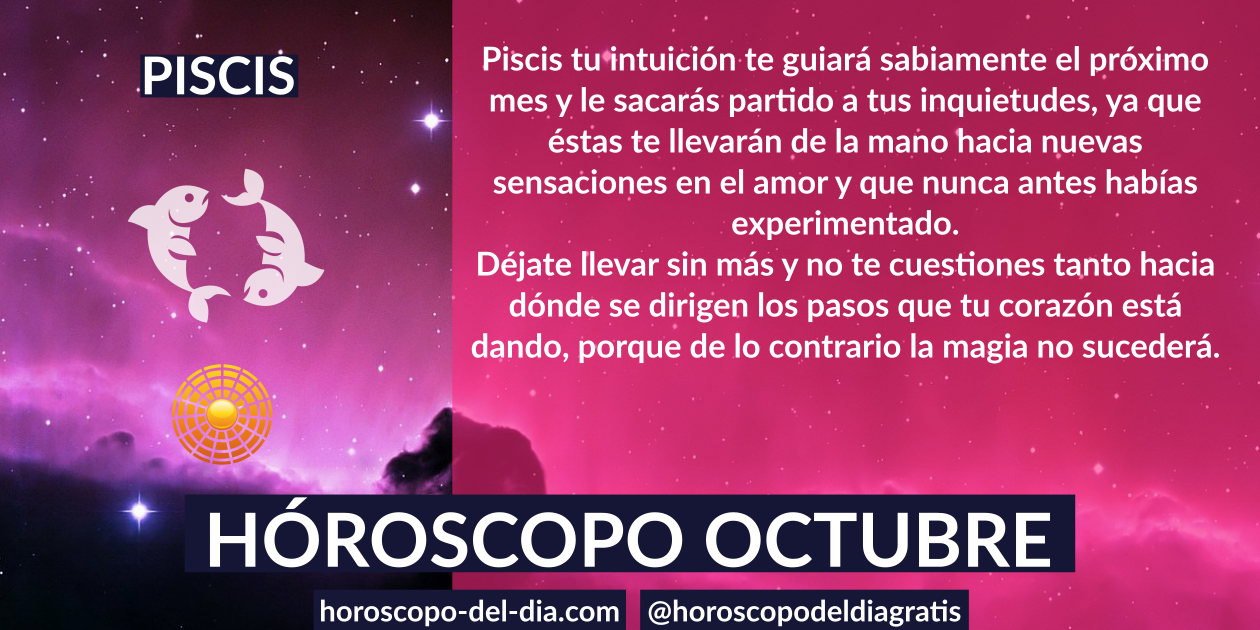 PISCIS
Piscis tu intuición te guiará sabiamente el próximo
mes y le sacarás partido a tus inquietudes, ya que
éstas te llevarán de la mano hacia nuevas
sensaciones en el amor y que nunca antes habías
experimentado.
Déjate llevar sin más y no te cuestiones tanto hacia
dónde se dirigen los pasos que tu corazón está
dando, porque de lo contrario la magia no sucederá.
HÓROSCOPO OCTUBRE
horoscopo-del-dia.com
@horoscopodeldiagratis